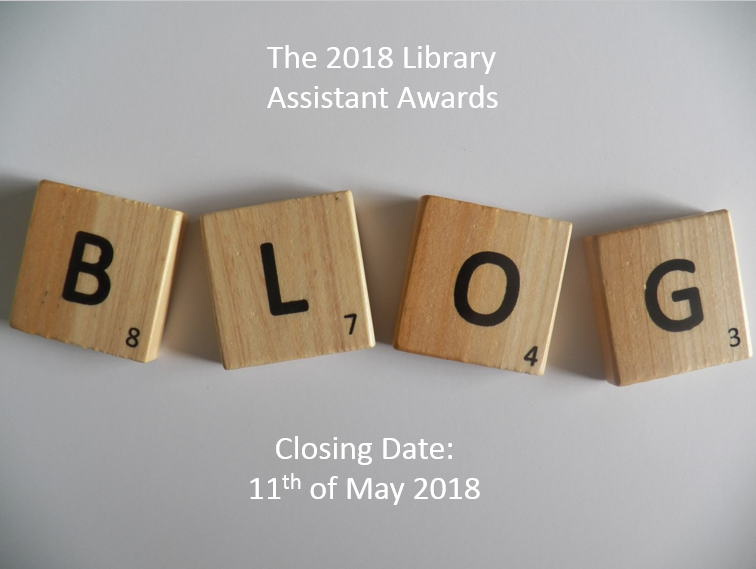 The 2018 Library
Assistant Awards
B 8 L 7 O 4 G 3
Closing Date:
11th of May 2018